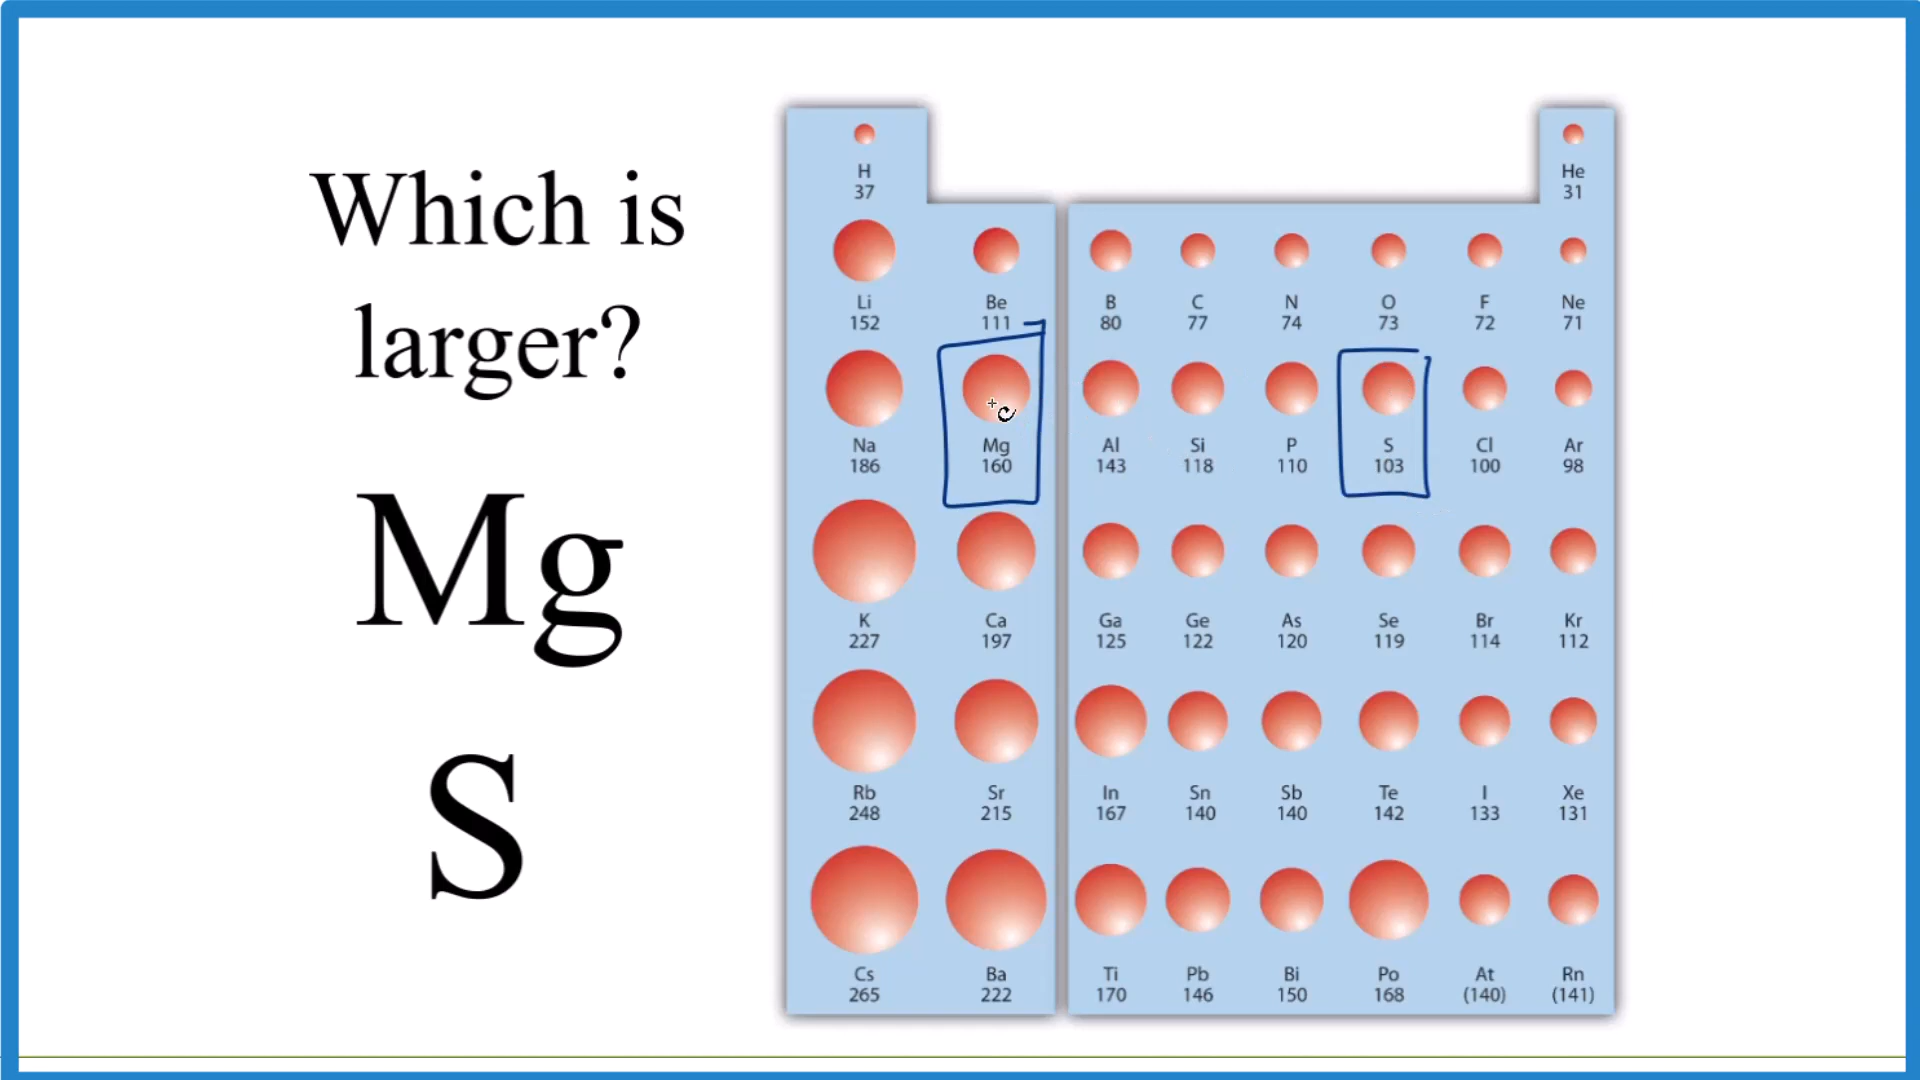 Which is
larger?
Mg
S
H He
37 31
Li Be B C N O F Ne
152 111 80 77 74 73 72 71
Na Mg Al Si P S Cl Ar
186 160 143 118 110 103 100 98
K Ca Ga Ge As Se Br Kr
227 197 125 122 120 119 114 112
Rb Sr In Sn Sb Te I Xe
248 215 167 140 140 142 133 131
Cs Ba Ti Pb Bi Po At Rn
265 222 170 146 150 168 (140) (141)